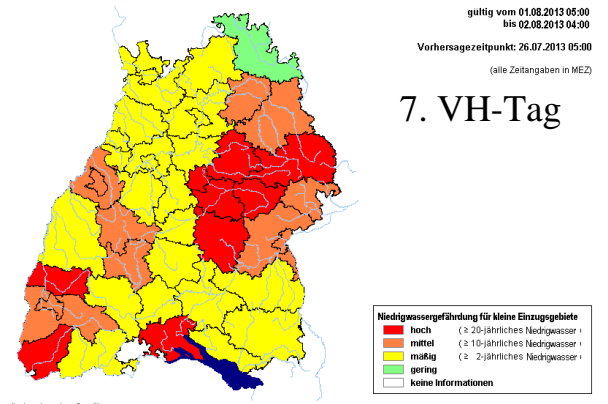 gültig vom 01.08.2013 05:00
bis 02.08.2013 04:00
Vorhersagezeitpunkt: 26.07.2013 05:00
(alle Zeitangaben in MEZ)
7. VH-Tag
Niedrigwassergefährdung für kleine Einzugsgebiete
hoch (≥ 20-jährliches Niedrigwasser
mittel (≥ 10-jährliches Niedrigwasser
mäßig (≥ 2-jährliches Niedrigwasser
gering
keine Informationen